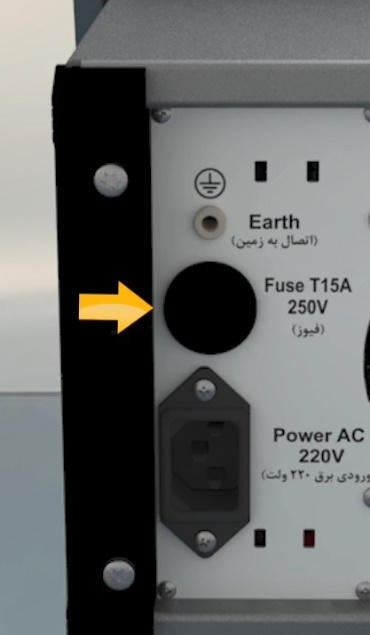 Earth
(اتصال به زمین)
Fuse T15A
250V
(فیوز)
Power AC
220V
ورودی برق ۲۲۰ ولت)